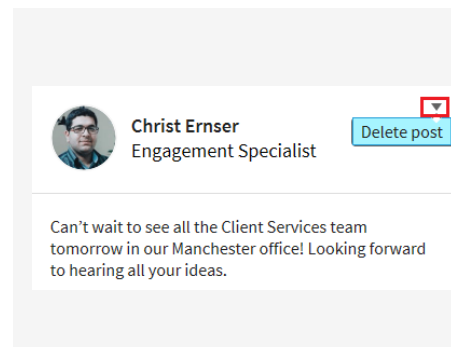 Christ Ernser
Delete post
Engagement Specialist
Can’t wait to see all the Client Services team
tomorrow in our Manchester office! Looking forward
to hearing all your ideas.